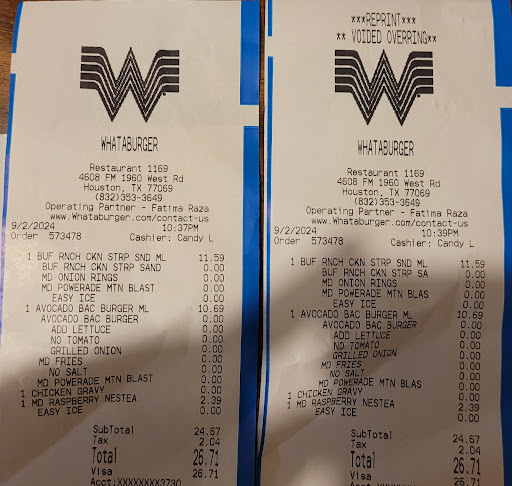 WHATABURGER
Restaurant 1169
4608 FM 1960 West Rd
Houston, TX 77069
(832)353-3649
Operating Partner - Fatima Raza
www.Whataburger.com/contact-us
9/2/2024 10:37PM
Order 573478 Cashier: Candy L
1 BUF RNCH CKN STRP SND ML 11.59
BUF RNCH CKN STRP SAND 0.00
MD ONION RINGS 0.00
MD POWERADE MTN BLAST 0.00
EASY ICE 0.00
1 AVOCADO BAC BURGER ML 10.69
AVOCADO BAC BURGER 0.00
ADD LETTUCE 0.00
NO TOMATO 0.00
GRILLED ONION 0.00
MD FRIES 0.00
NO SALT 0.00
MD POWERADE MTN BLAST 0.00
1 CHICKEN GRAVY 0.00
1 MD RASPBERRY NESTEA 2.39
EASY ICE 0.00
SubTotal 24.67
Tax 2.04
Total 26.71
Visa 26.71
Acct:XXXXXXXX3730
***REPRINT***
** VOIDED OVERRING**
WHATABURGER
Restaurant 1169
4608 FM 1960 West Rd
Houston, TX 77069
(832)353-3649
Operating Partner - Fatima Raza
www.Whataburger.com/contact-us
9/2/2024 10:39PM
Order 573478 Cashier: Candy L
1 BUF RNCH CKN STRP SND ML 11.59
BUF RNCH CKN STRP SA 0.00
MD ONION RINGS 0.00
MD POWERADE MTN BLAS 0.00
EASY ICE 0.00
1 AVOCADO BAC BURGER ML 10.69
AVOCADO BAC BURGER 0.00
ADD LETTUCE 0.00
NO TOMATO 0.00
GRILLED ONION 0.00
MD FRIES 0.00
NO SALT 0.00
MD POWERADE MTN BLAS 0.00
1 CHICKEN GRAVY 0.00
1 MD RASPBERRY NESTEA 2.39
EASY ICE 0.00
SubTotal 24.67
Tax 2.04
Total 26.71
Visa 26.71